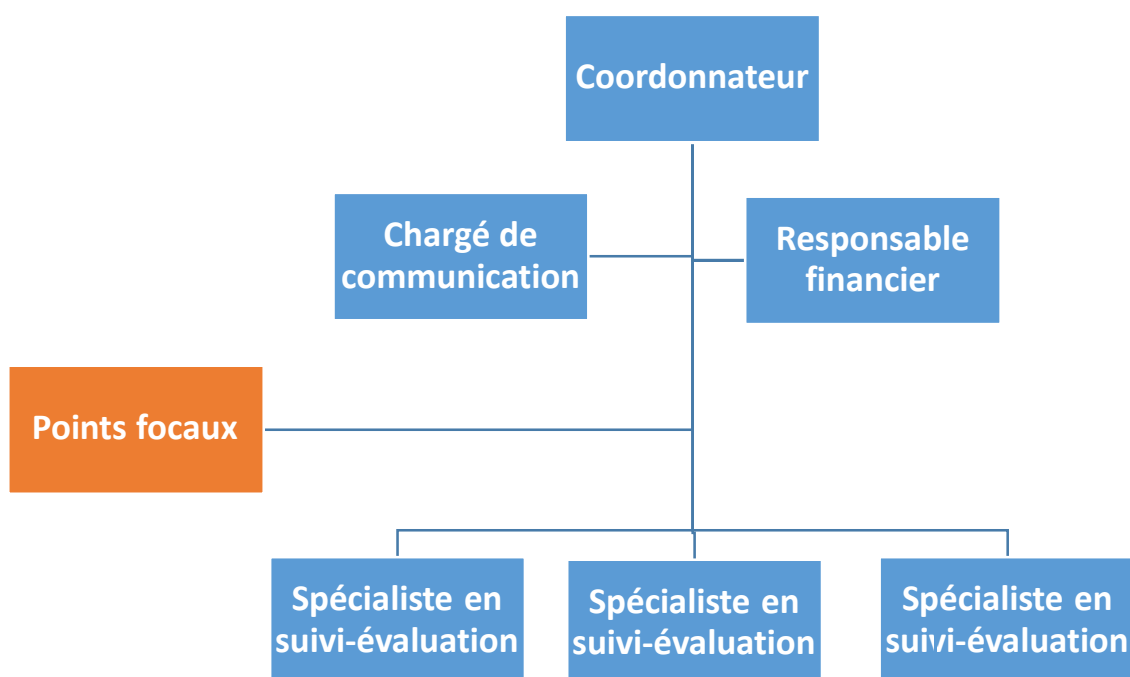 Coordonnateur
Chargé de
communication
Responsable
financier
Points focaux
Spécialiste en
suivi-évaluation
Spécialiste en
suivi-évaluation
Spécialiste en
suivi-évaluation